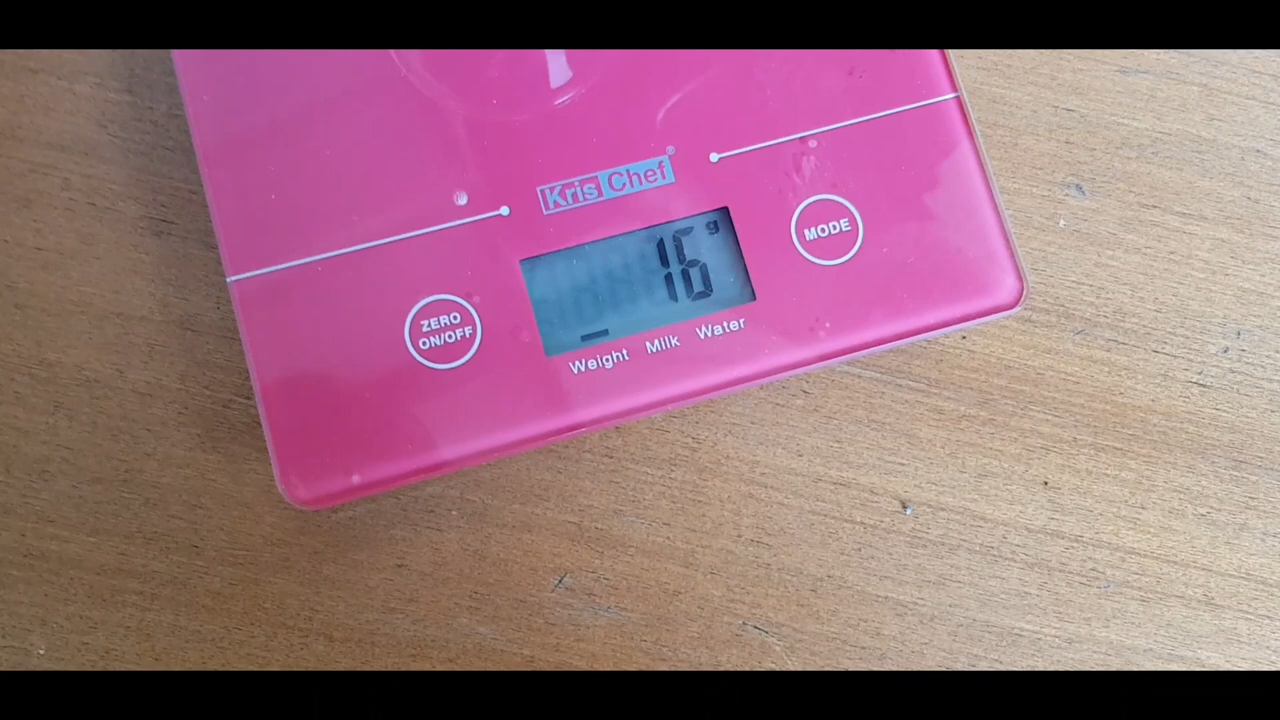 Kris Chef®
16 g
MODE
ZERO
ON/OFF
Weight Milk Water